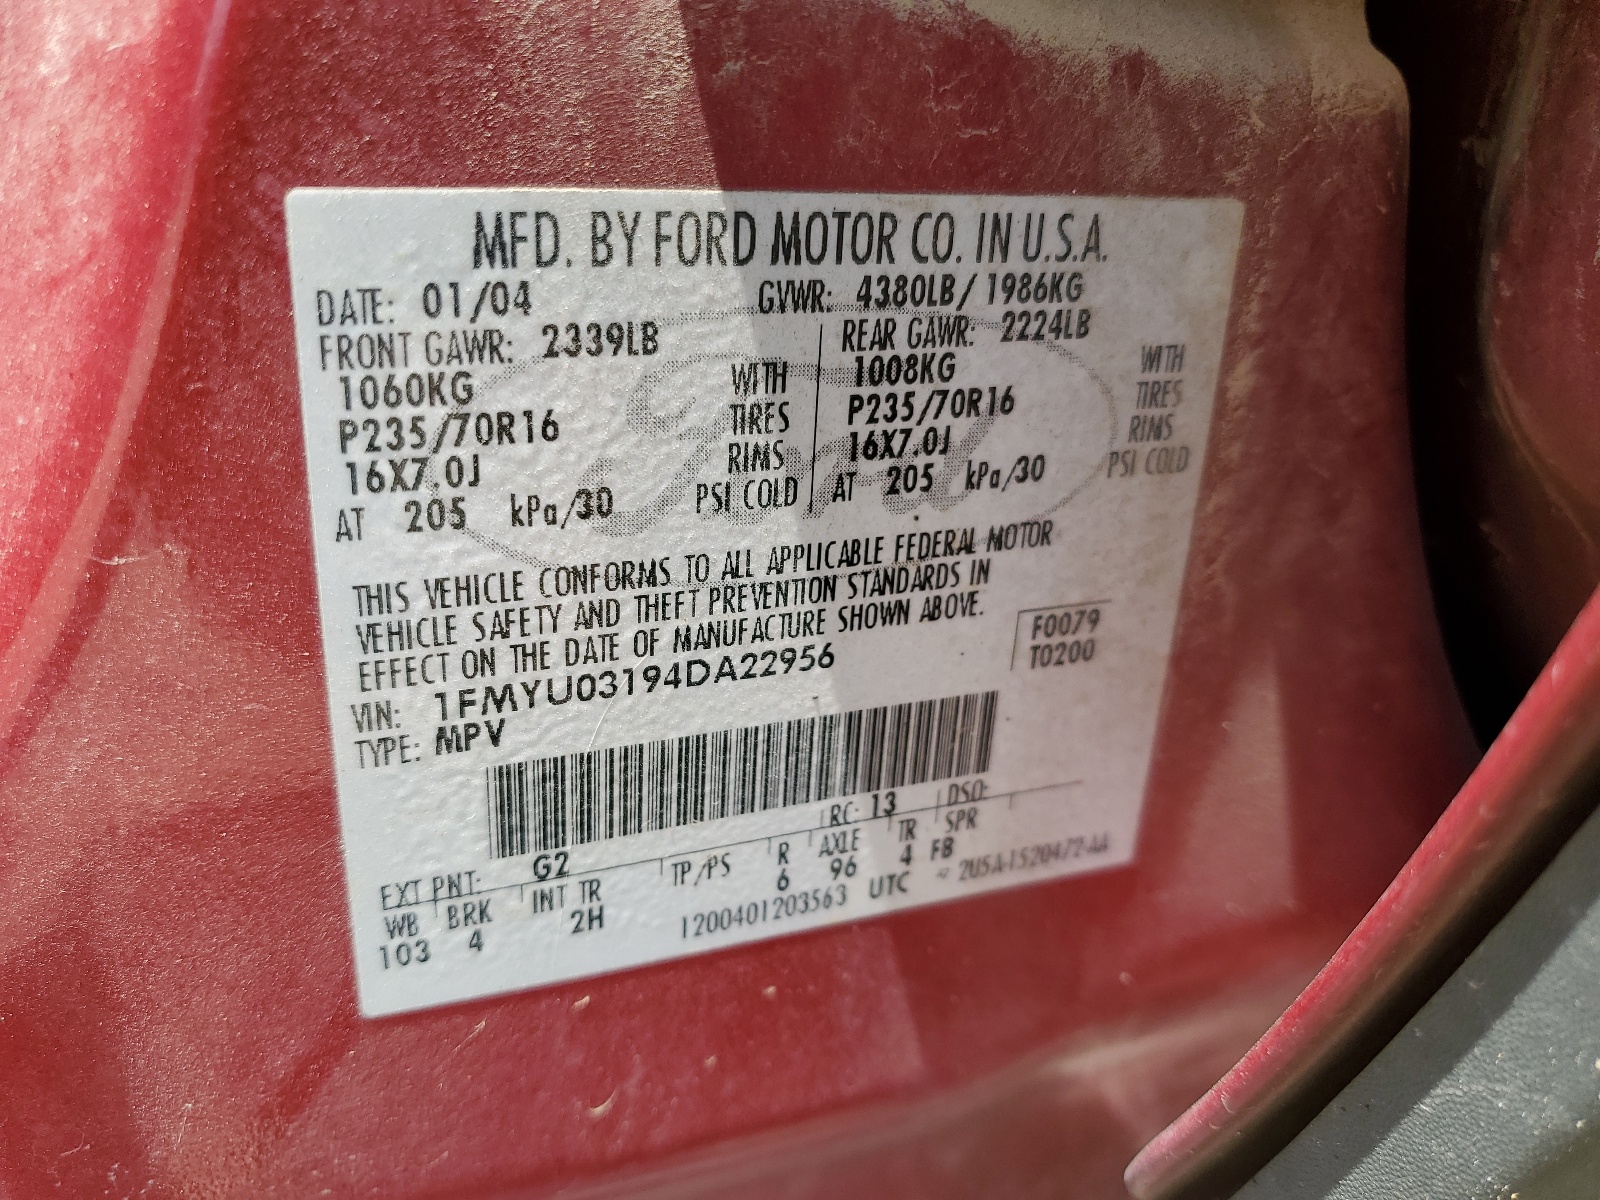 MFD. BY FORD MOTOR CO. IN U.S.A.
DATE: 01/04 GVWR: 4380LB/ 1986KG
FRONT GAWR: 2339LB REAR GAWR: 2224LB
1060KG WITH 1008KG WITH
P235/70R16 TIRES P235/70R16 TIRES
16X7.0J RIMS 16X7.0J RIMS
AT 205 kPa/30 PSI COLD AT 205 kPa/30 PSI COLD
Ford
THIS VEHICLE CONFORMS TO ALL APPLICABLE FEDERAL MOTOR
VEHICLE SAFETY AND THEFT PREVENTION STANDARDS IN
EFFECT ON THE DATE OF MANUFACTURE SHOWN ABOVE.
F0079
T0200
VIN: 1FMYU03194DA22956
TYPE: MPV
EXT PNT: G2 RC: 13 DSO:
WB BRK INT TR TP/PS R AXLE TR SPR
103 4 2H 6 96 4 FB
1200401203563 UTC 2U5A-1520472-AA